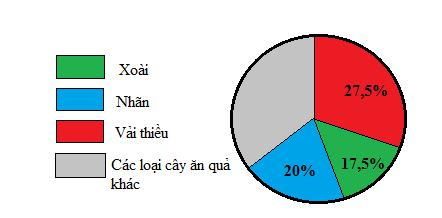 Xoài
Nhãn
Vải thiều
Các loại cây ăn quả
khác
27,5%
17,5%
20%